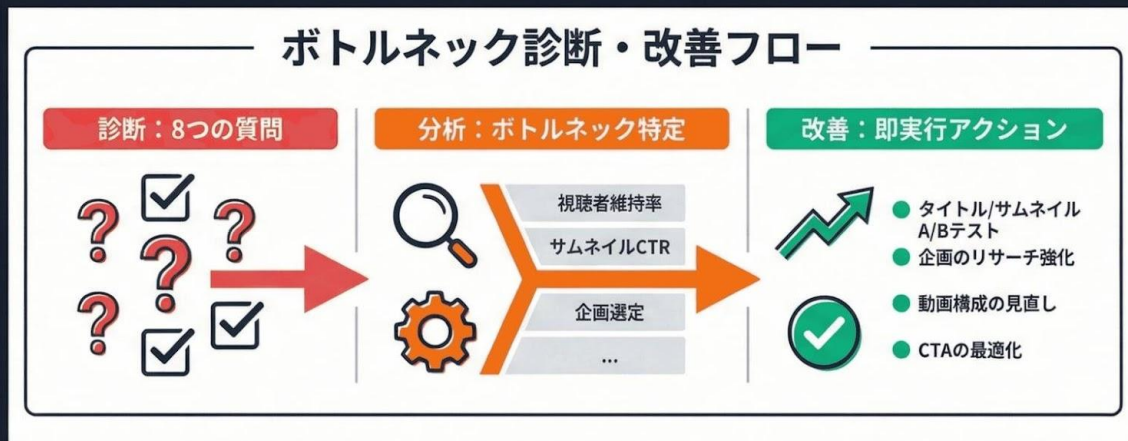 ボトルネック診断・改善フロー
診断：8つの質問
分析：ボトルネック特定
視聴者維持率
サムネイルCTR
企画選定
...
改善：即実行アクション
タイトル/サムネイル
A/Bテスト
企画のリサーチ強化
動画構成の見直し
CTAの最適化